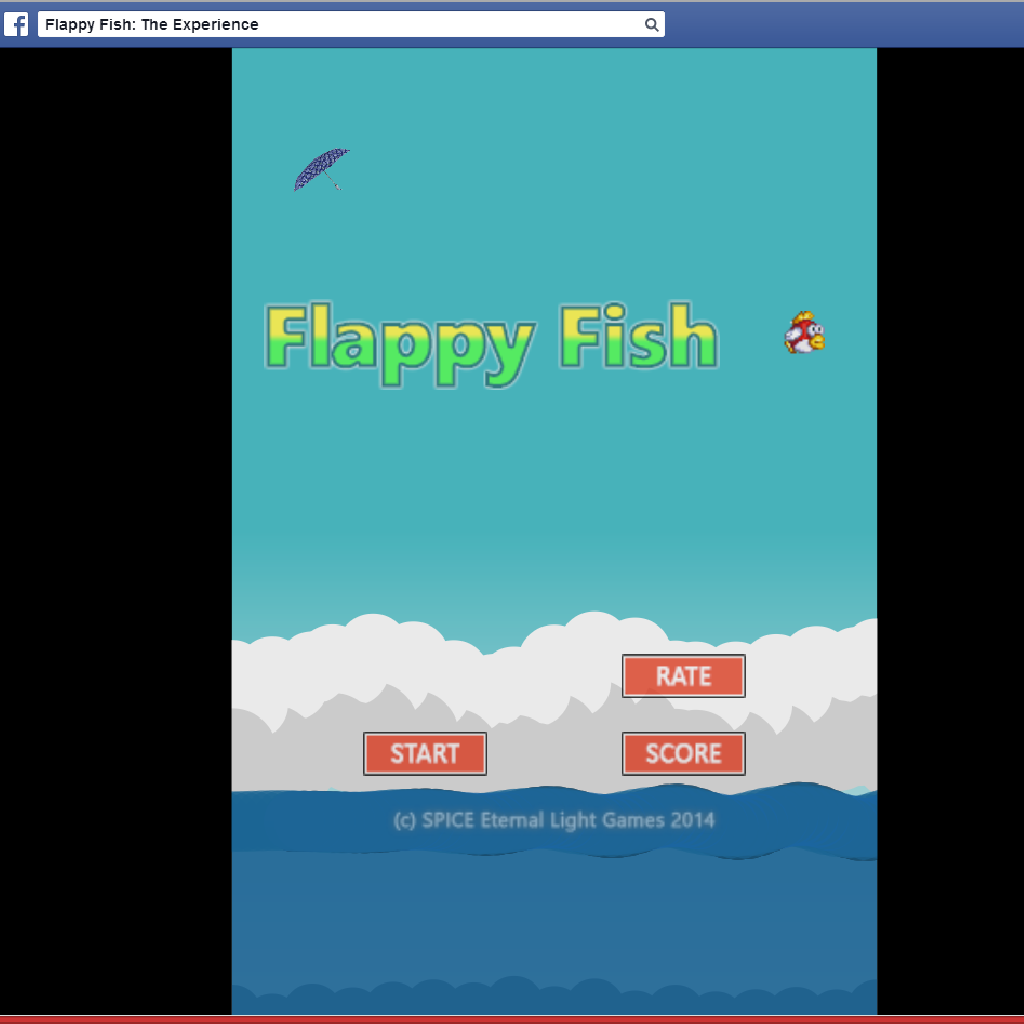 Flappy Fish: The Experience
Flappy Fish
RATE
START
SCORE
(c) SPICE Eternal Light Games 2014